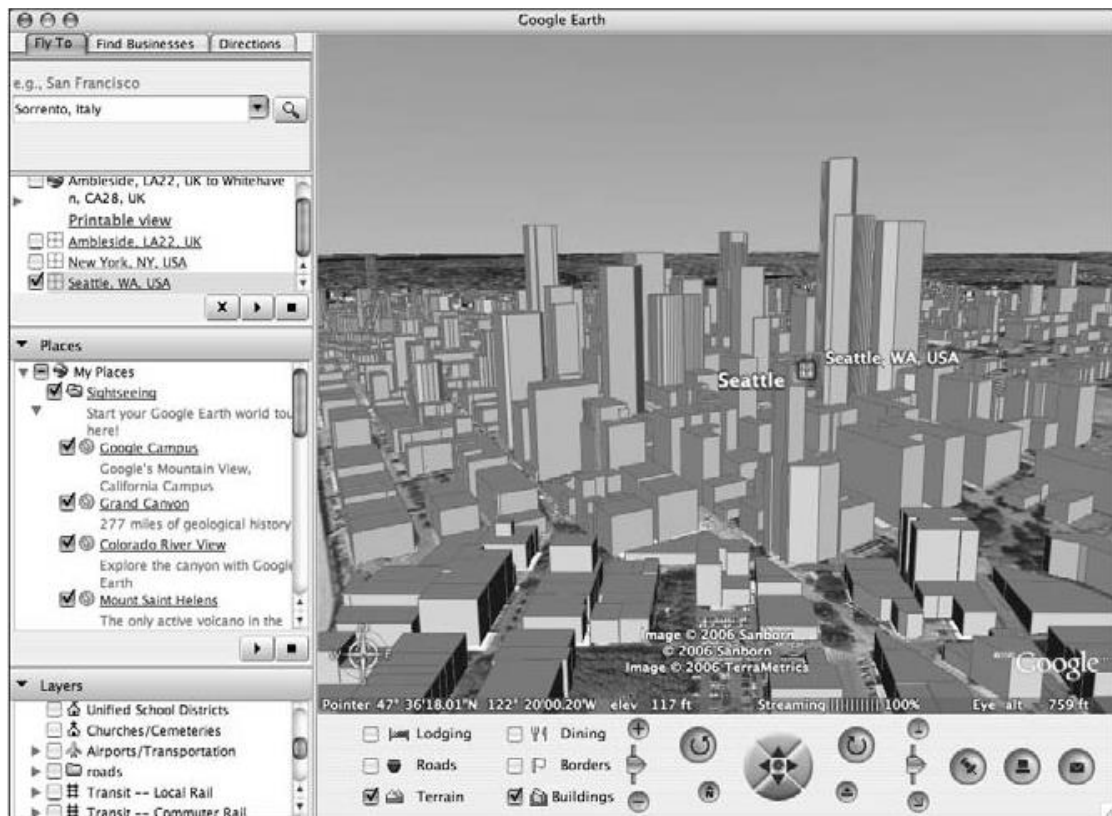 Google Earth
Fly To
Find Businesses
Directions
e.g., San Francisco
Sorrento, Italy
Ambleside, LA22, UK to Whitehave
n, CA28, UK
Printable view
Ambleside, LA22, UK
New York, NY, USA
Seattle, WA, USA
Places
My Places
Sightseeing
Start your Google Earth world tou
here!
Google Campus
Google's Mountain View,
California Campus
Grand Canyon
277 miles of geological history
Colorado River View
Explore the canyon with Google
Earth
Mount Saint Helens
The only active volcano in the
Layers
Unified School Districts
Churches/Cemeteries
Airports/Transportation
roads
Transit -- Local Rail
Transit -- Commuter Rail
Seattle, WA, USA
Seattle
Image © 2006 Sanborn
© 2006 Sanborn
Image © 2006 TerraMetrics
Google
Pointer 47° 36'18.01"N 122° 20'00.20"W elev 117 ft Streaming |||||||||| 100% Eye alt 759 ft
Lodging
Dining
Roads
Borders
Terrain
Buildings
N